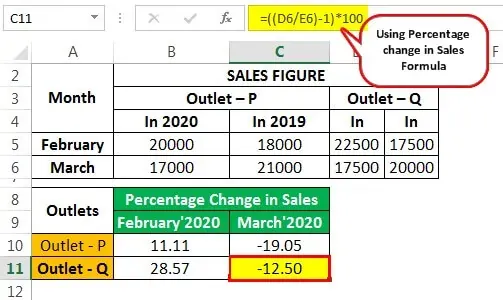 C11 fx =((D6/E6)-1)*100
Using Percentage
change in Sales
Formula
A B C F
2 SALES FIGURE
3 Month Outlet – P Outlet – Q
4 In 2020 In 2019 In In
5 February 20000 18000 22500 17500
6 March 17000 21000 17500 20000
8 Outlets Percentage Change in Sales
9 February'2020 March'2020
10 Outlet - P 11.11 -19.05
11 Outlet - Q 28.57 -12.50
12